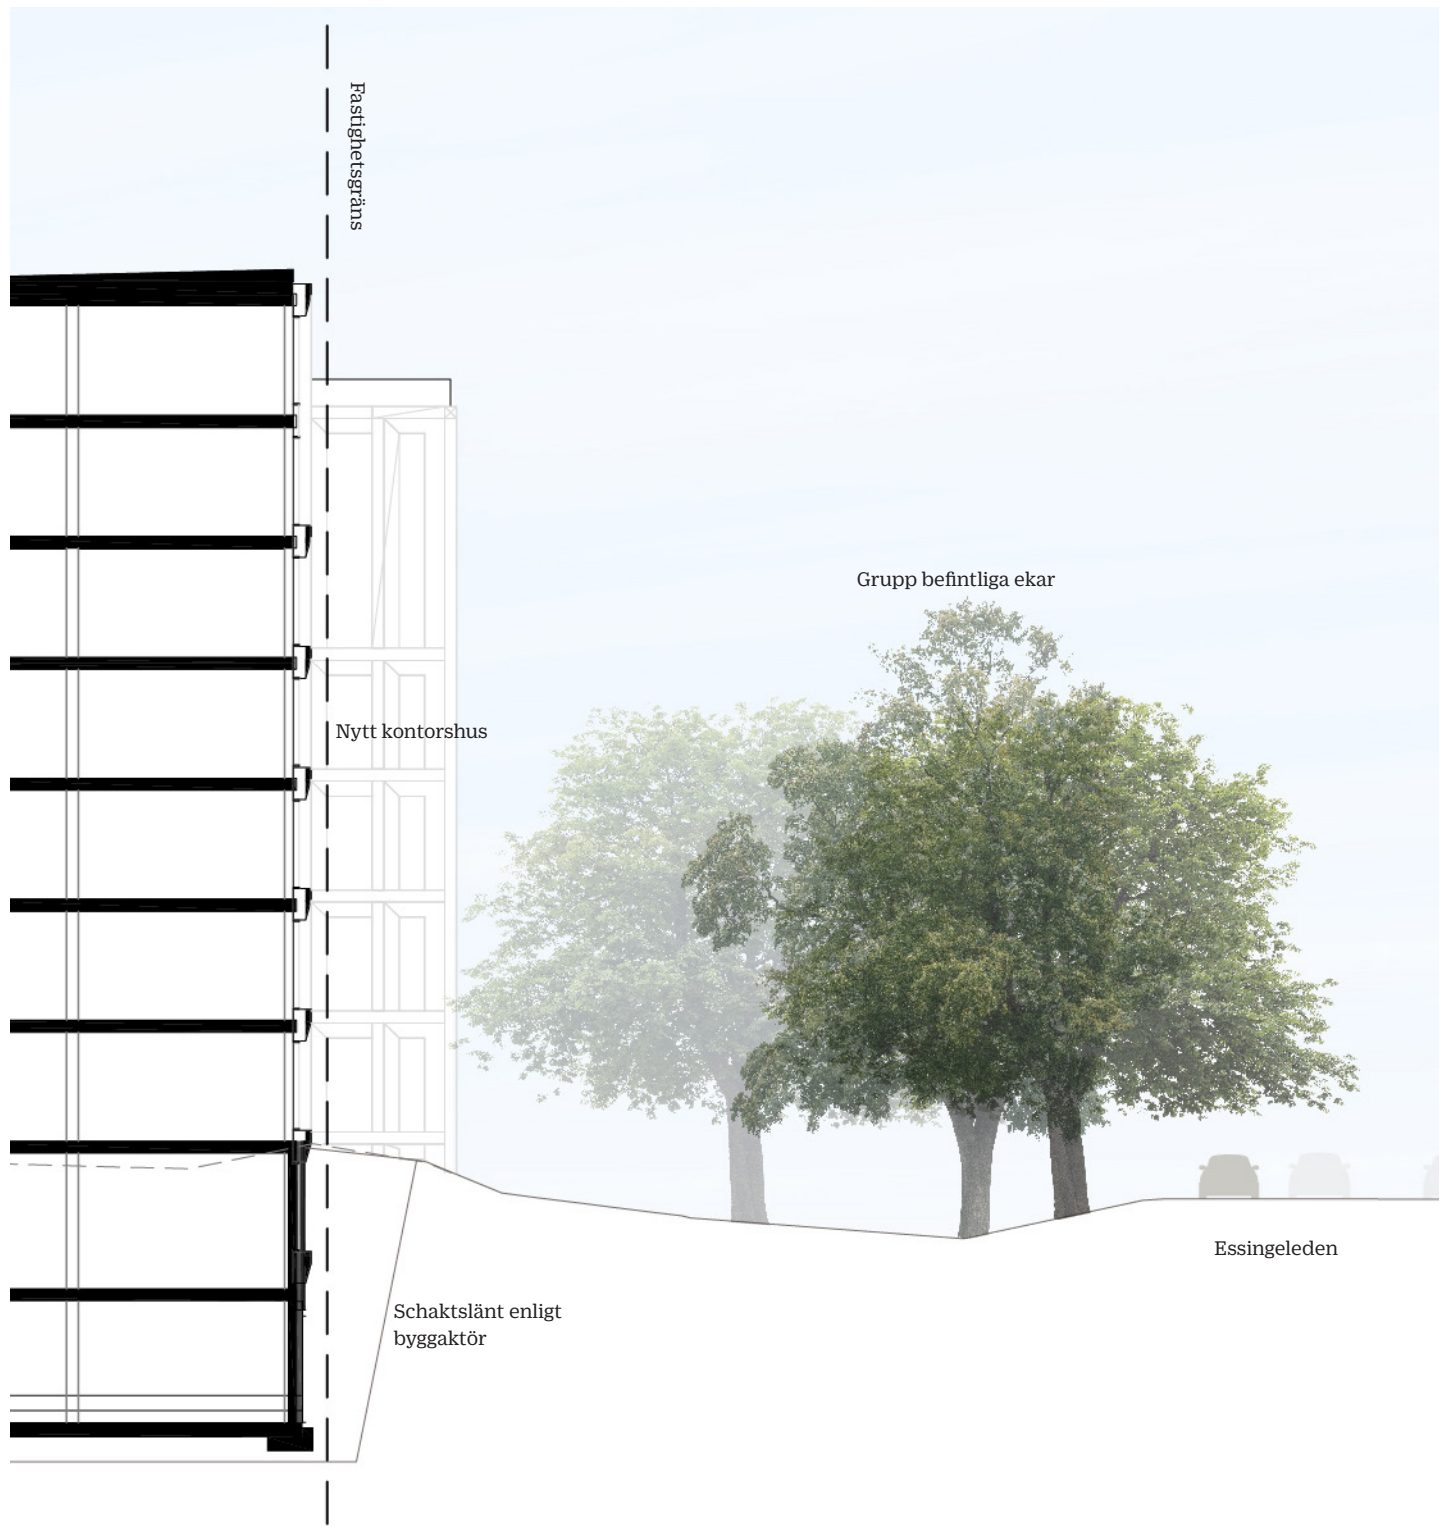 Fastighetsgräns
Grupp befintliga ekar
Nytt kontorshus
Essingeleden
Schaktslänt enligt
byggaktör